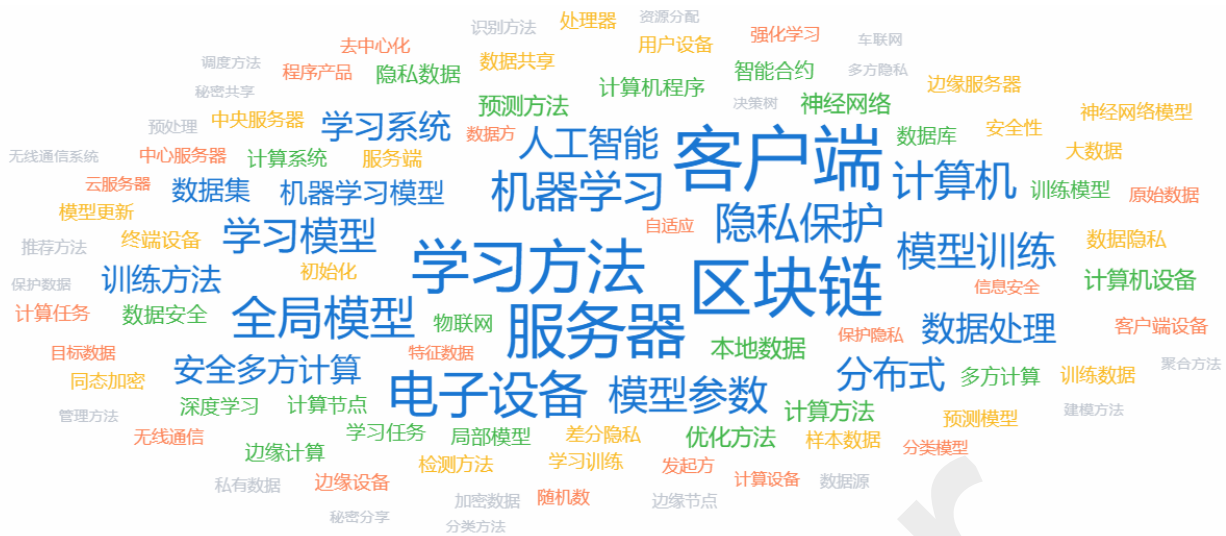 识别方法 处理器 资源分配
去中心化 用户设备 强化学习 车联网
调度方法 程序产品 隐私数据 数据共享 智能合约 多方隐私
秘密共享 预测方法 计算机程序 决策树 神经网络 边缘服务器
预处理 中央服务器 学习系统 数据方 人工智能 客户端 数据库 安全性 神经网络模型
无线通信系统 中心服务器 计算系统 服务端 大数据
云服务器 数据集 机器学习模型 机器学习 计算机 训练模型 原始数据
模型更新 自适应 隐私保护
推荐方法 终端设备 学习模型 模型训练 数据隐私
保护数据 训练方法 初始化 学习方法 区块链 信息安全 计算机设备
计算任务 数据安全 全局模型 物联网 服务器 保护隐私 数据处理 客户端设备
目标数据 特征数据 本地数据 聚合方法
同态加密 安全多方计算 分布式 多方计算 训练数据
管理方法 深度学习 计算节点 电子设备 模型参数 计算方法 预测模型 建模方法
无线通信 学习任务 局部模型 差分隐私 优化方法 样本数据 分类模型
边缘计算 检测方法 学习训练 发起方
私有数据 边缘设备 加密数据 随机数 边缘节点 计算设备 数据源
秘密分享 分类方法